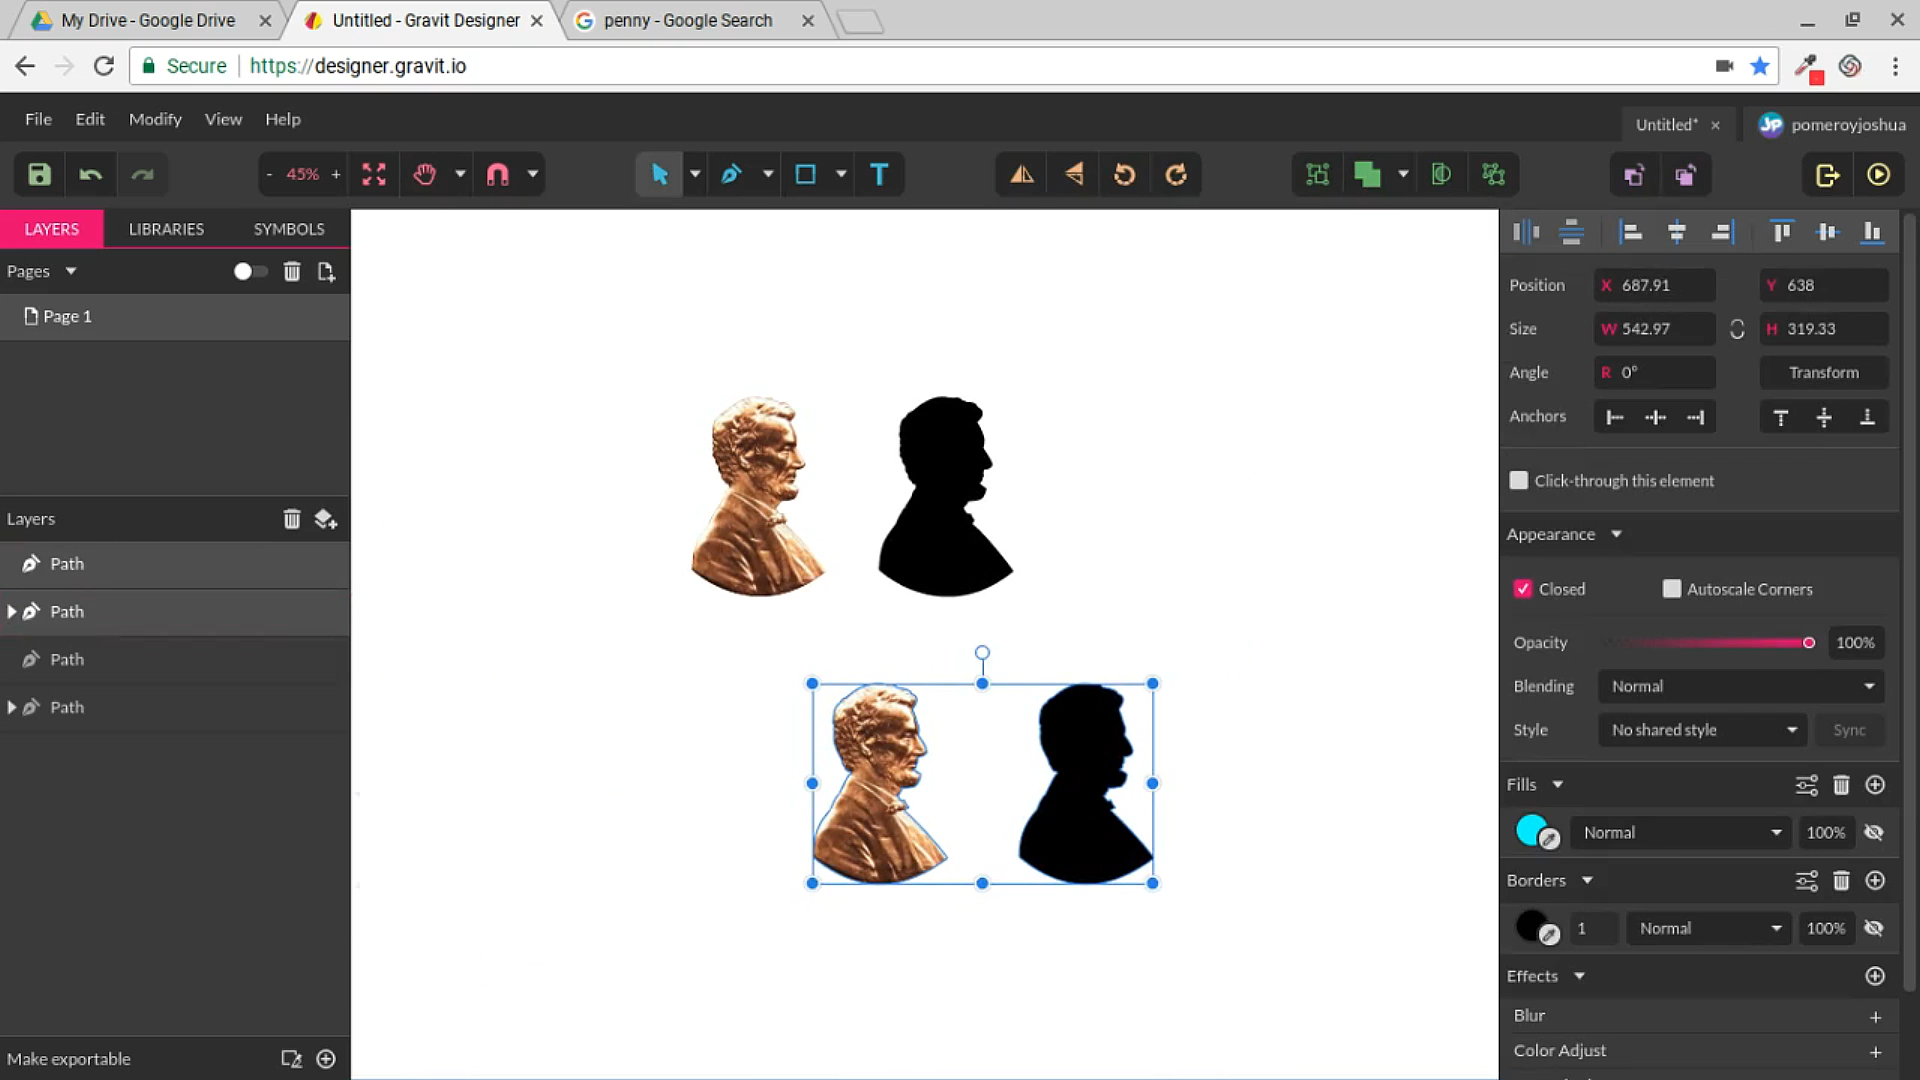 My Drive - Google Drive
Untitled - Gravit Designer
penny - Google Search
Secure
https://designer.gravit.io
File Edit Modify View Help
Untitled*
JP
pomeroyjoshua
- 45% +
T
LAYERS LIBRARIES SYMBOLS
Pages
Page 1
Layers
Path
Path
Path
Path
Make exportable
Position X 687.91 Y 638
Size W 542.97 H 319.33
Angle R 0° Transform
Anchors
Click-through this element
Appearance
Closed Autoscale Corners
Opacity 100%
Blending Normal
Style No shared style Sync
Fills
Normal 100%
Borders
1 Normal 100%
Effects
Blur +
Color Adjust +